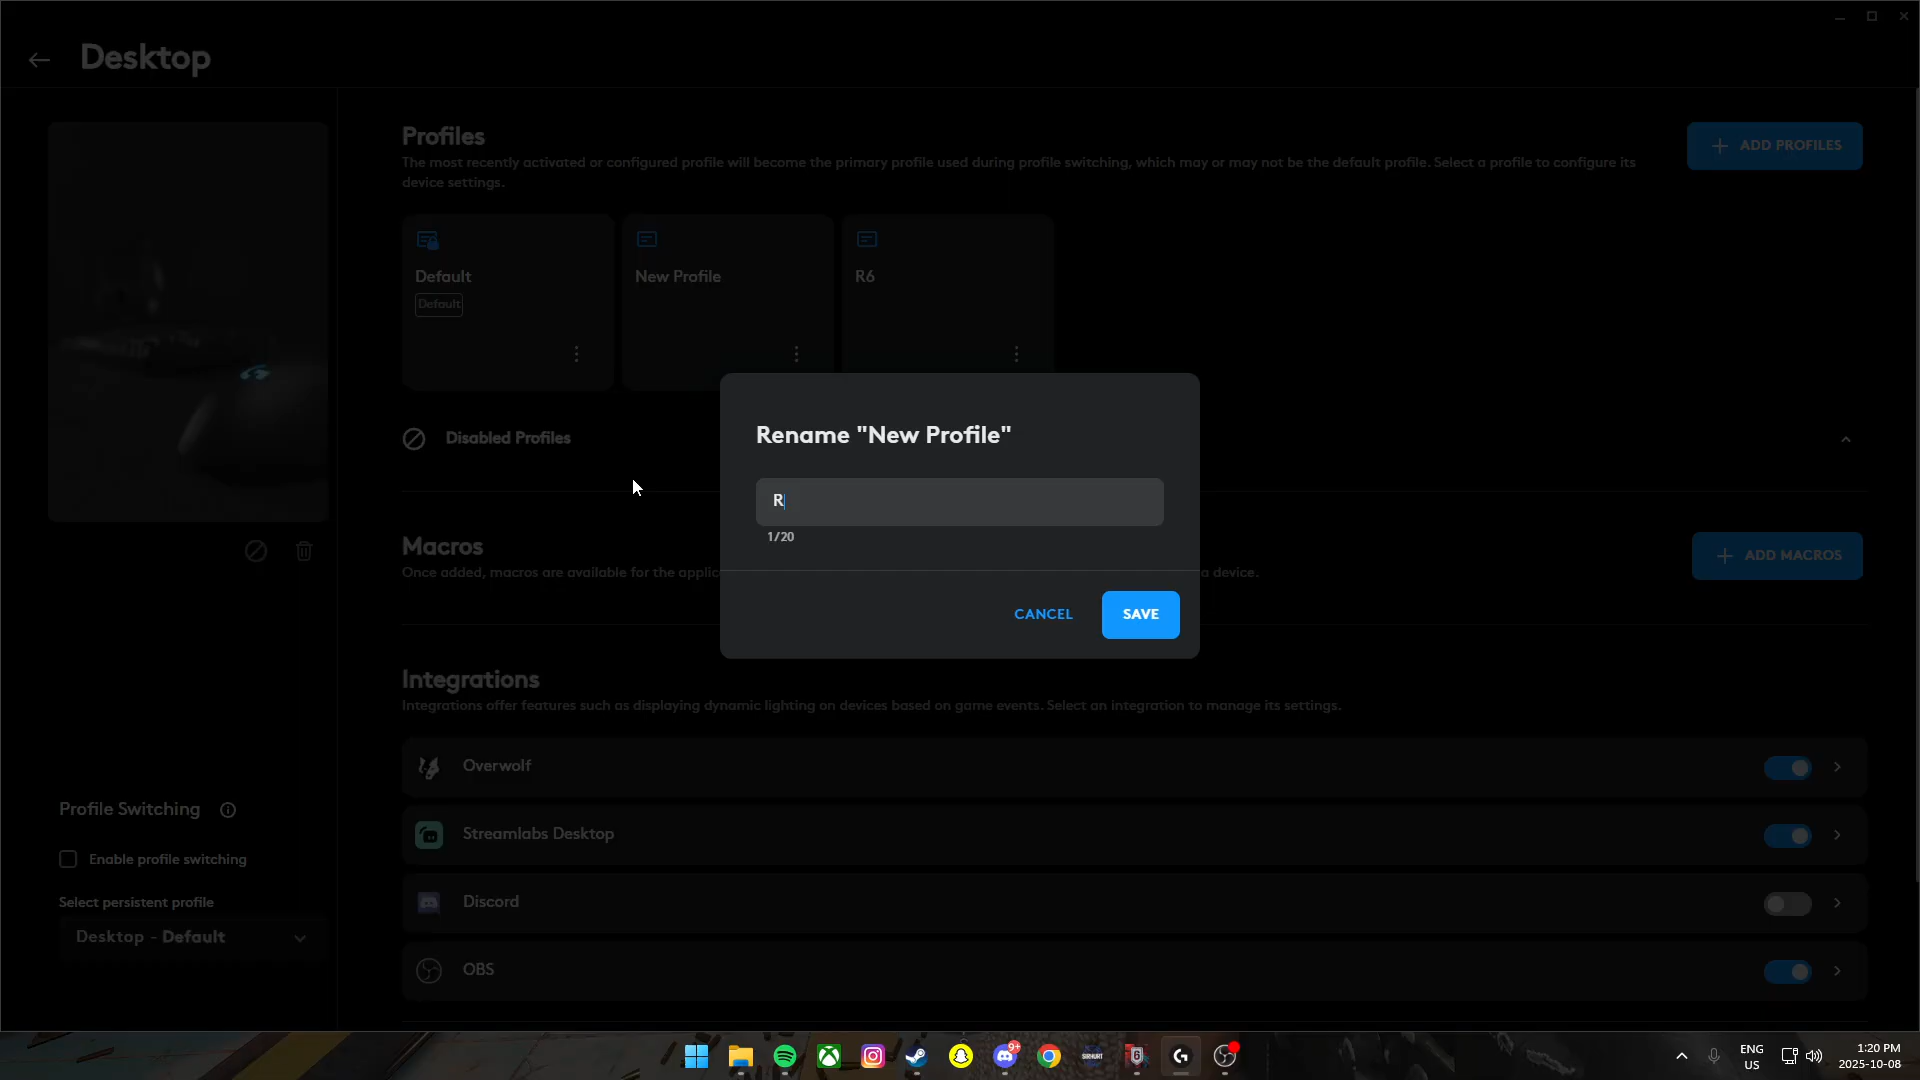 Desktop
Profiles
The most recently activated or configured profile will become the primary profile used during profile switching, which may or may not be the default profile. Select a profile to configure its
device settings.
ADD PROFILES
Default
Default
New Profile
R6
Disabled Profiles
Rename "New Profile"
R
1/20
CANCEL
SAVE
Macros
Once added, macros are available for the applic
a device.
ADD MACROS
Integrations
Integrations offer features such as displaying dynamic lighting on devices based on game events. Select an integration to manage its settings.
Overwolf
Streamlabs Desktop
Discord
OBS
Profile Switching
Enable profile switching
Select persistent profile
Desktop - Default
9+
SIRHURT
6
ENG
US
1:20 PM
2025-10-08